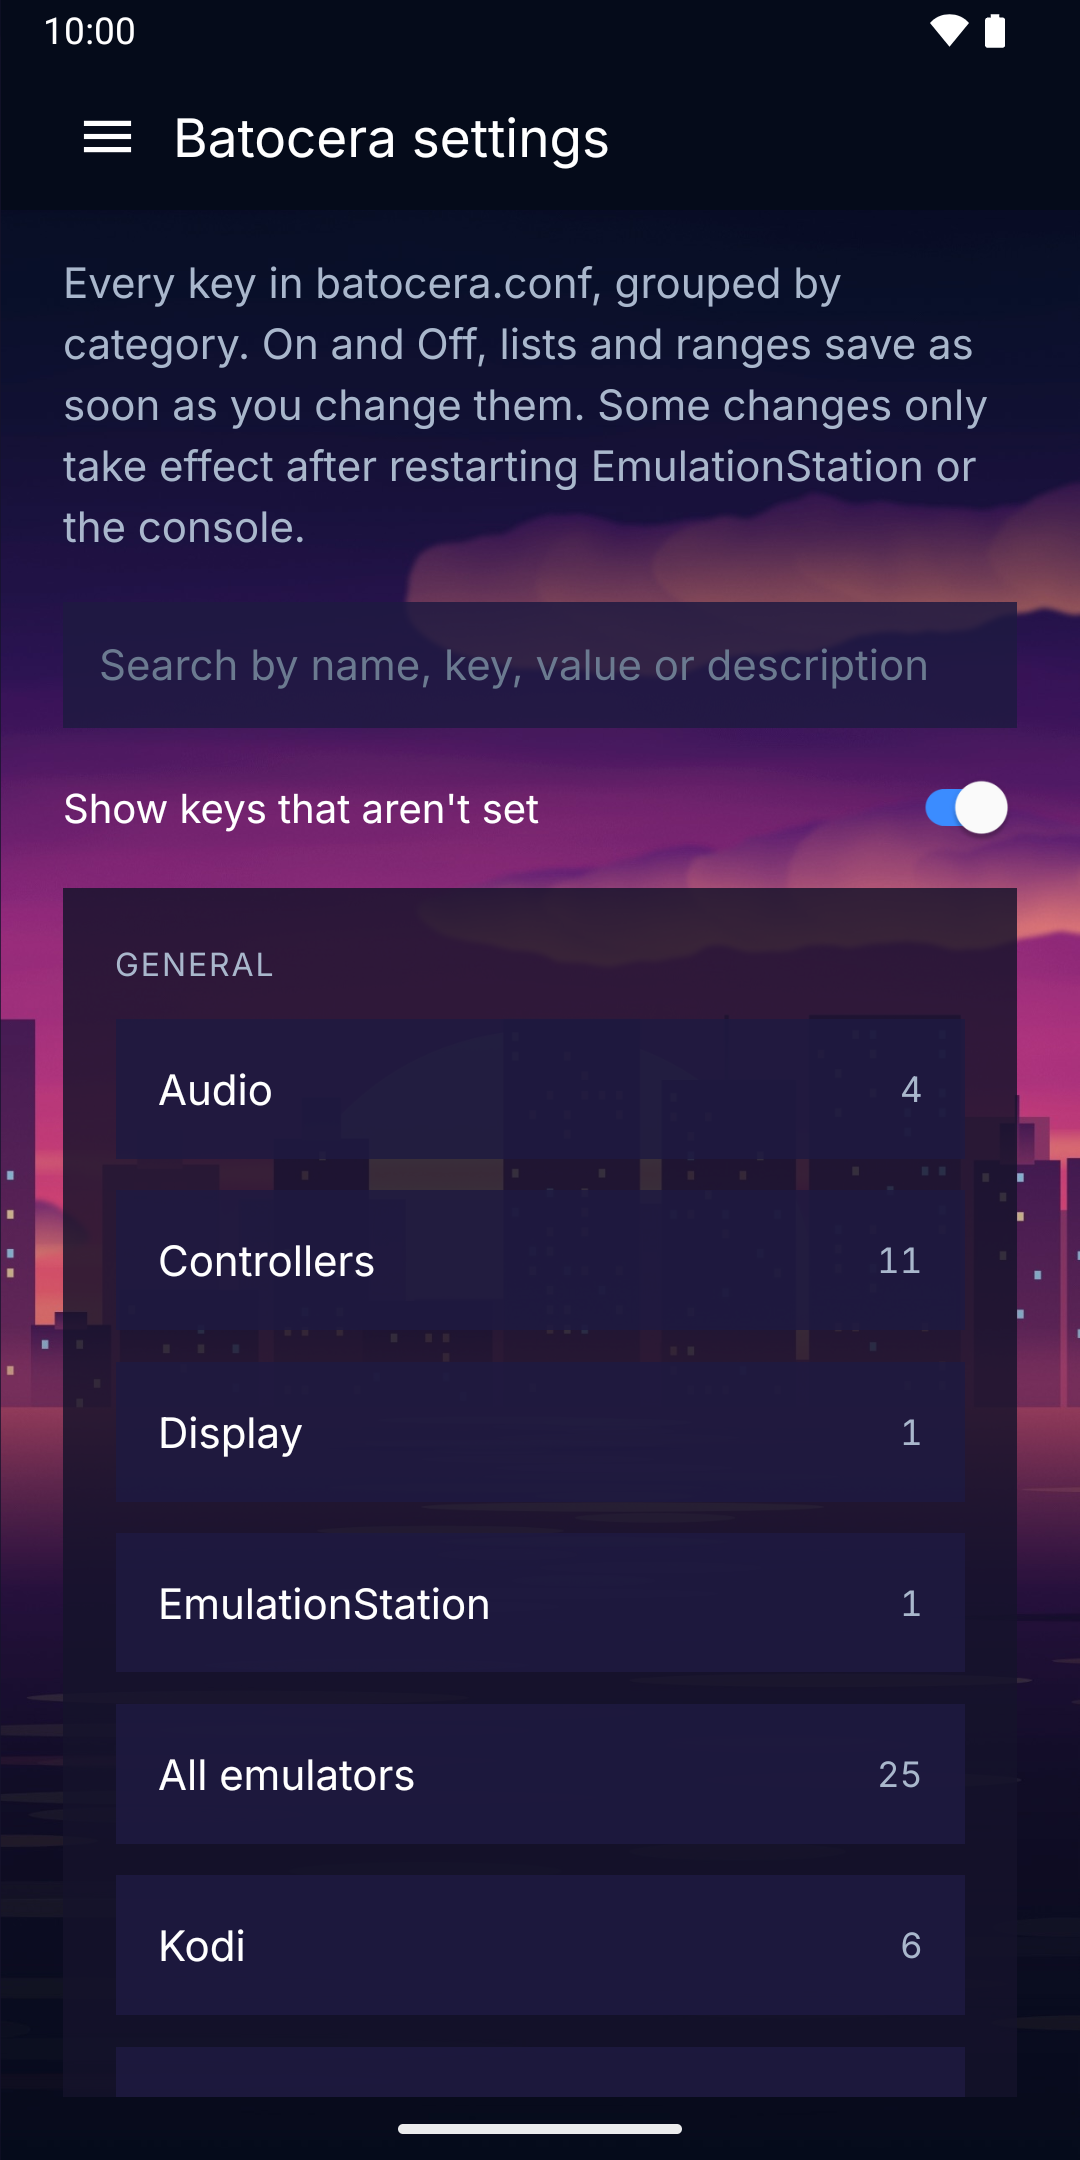 10:00
Batocera settings
Every key in batocera.conf, grouped by
category. On and Off, lists and ranges save as
soon as you change them. Some changes only
take effect after restarting EmulationStation or
the console.
Search by name, key, value or description
Show keys that aren't set
GENERAL
Audio 4
Controllers 11
Display 1
EmulationStation 1
All emulators 25
Kodi 6